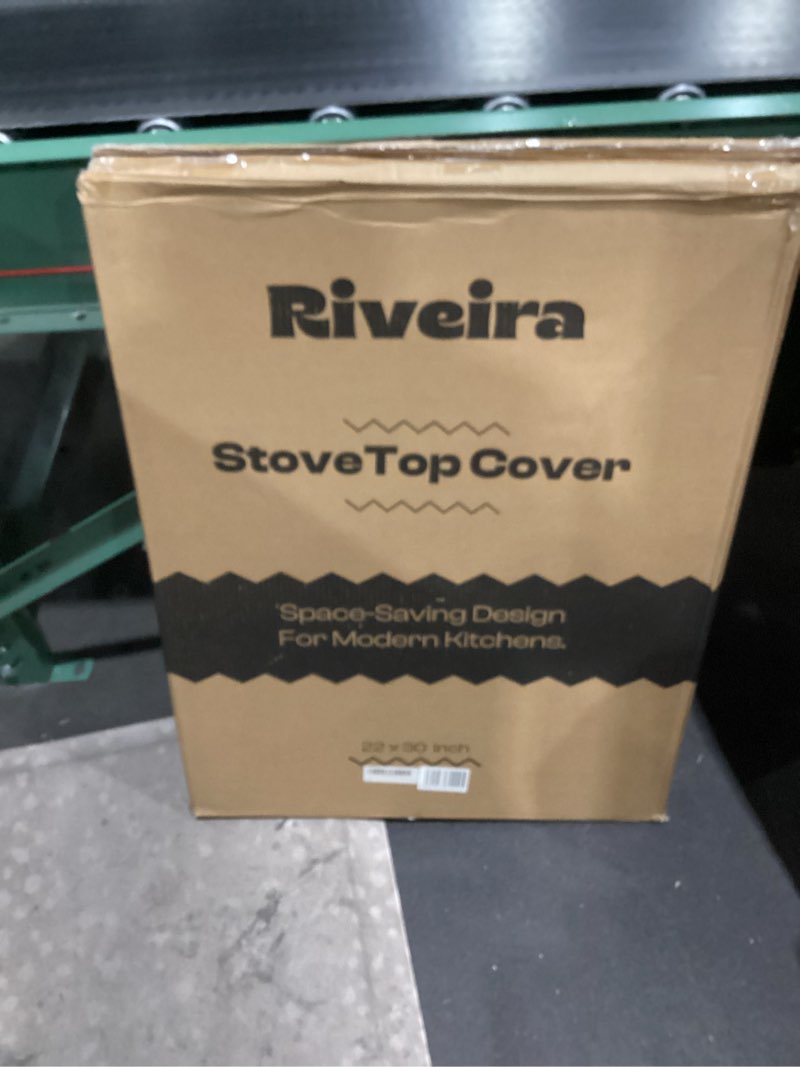 Riveira
StoveTop Cover
Space-Saving Design
For Modern Kitchens.
22 x 30 inch